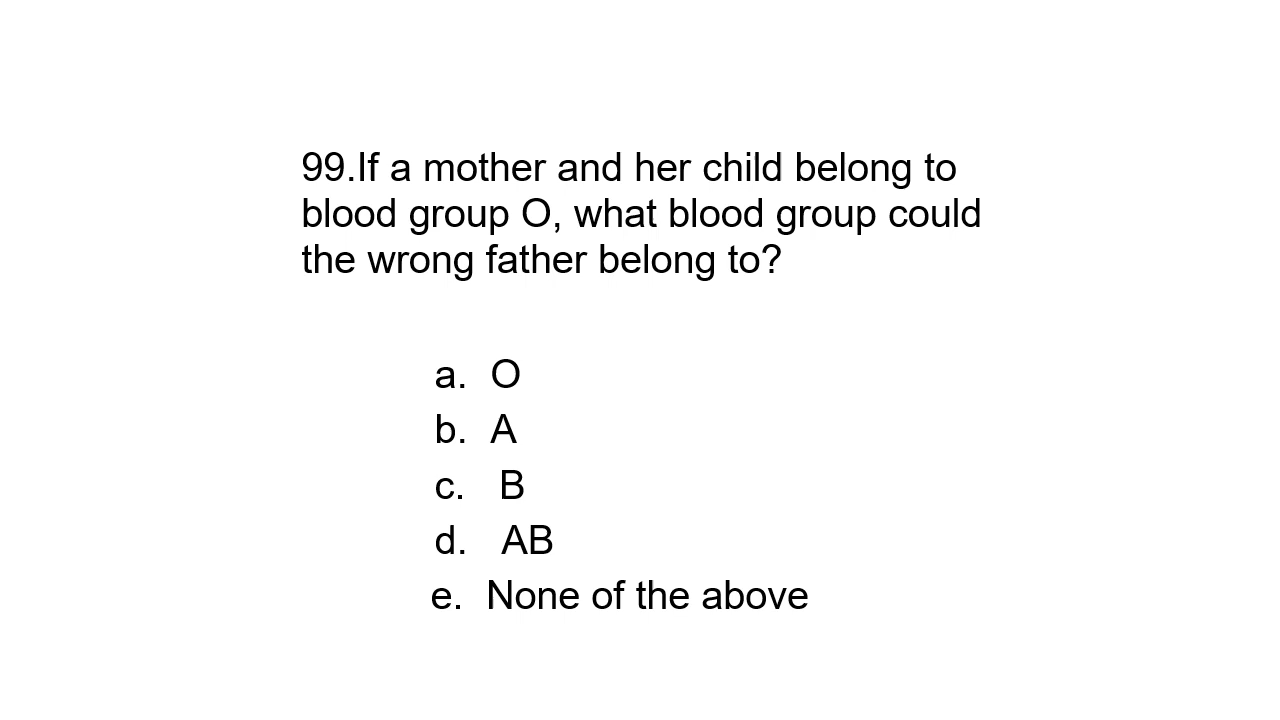 99.If a mother and her child belong to
blood group O, what blood group could
the wrong father belong to?
a. O
b. A
c. B
d. AB
e. None of the above